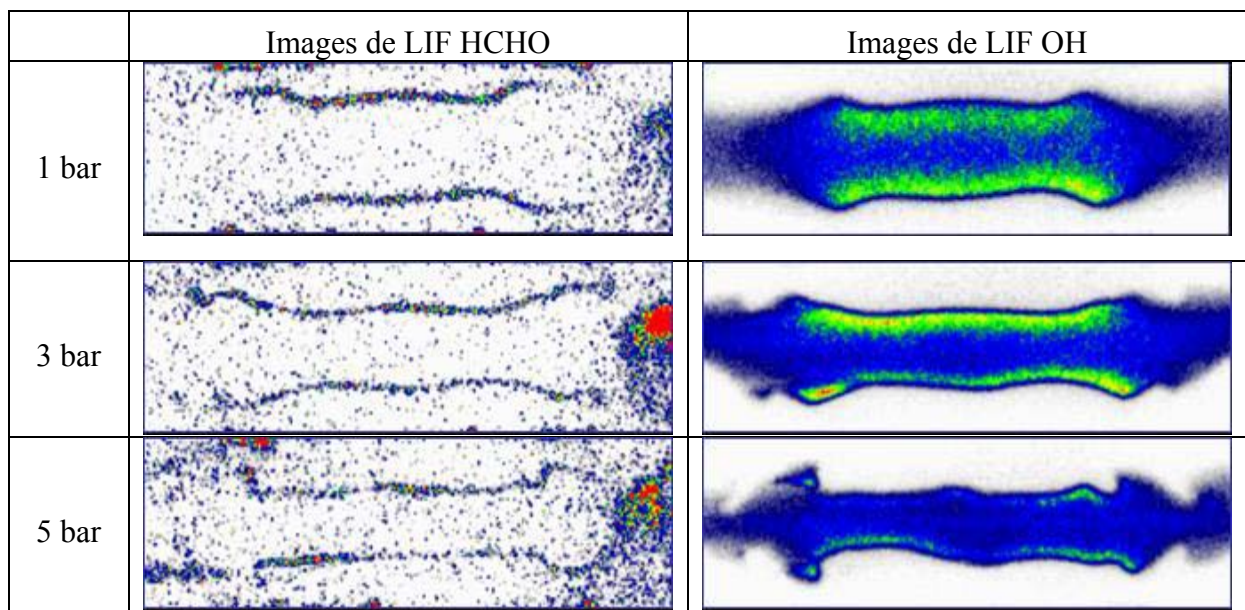 Images de LIF HCHO
Images de LIF OH
1 bar
3 bar
5 bar